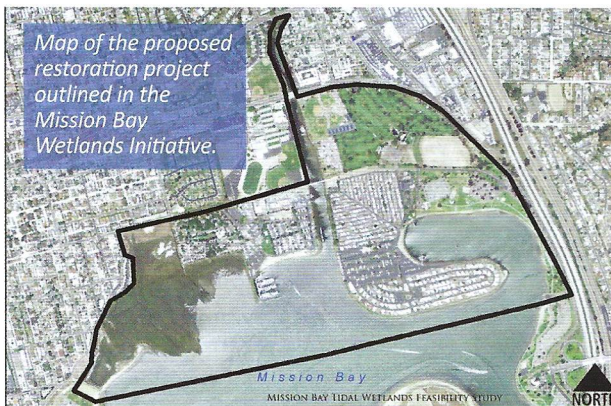 Map of the proposed
restoration project
outlined in the
Mission Bay
Wetlands Initiative.
Mission Bay
MISSION BAY TIDAL WETLANDS FEASIBILITY STUDY
NORTH